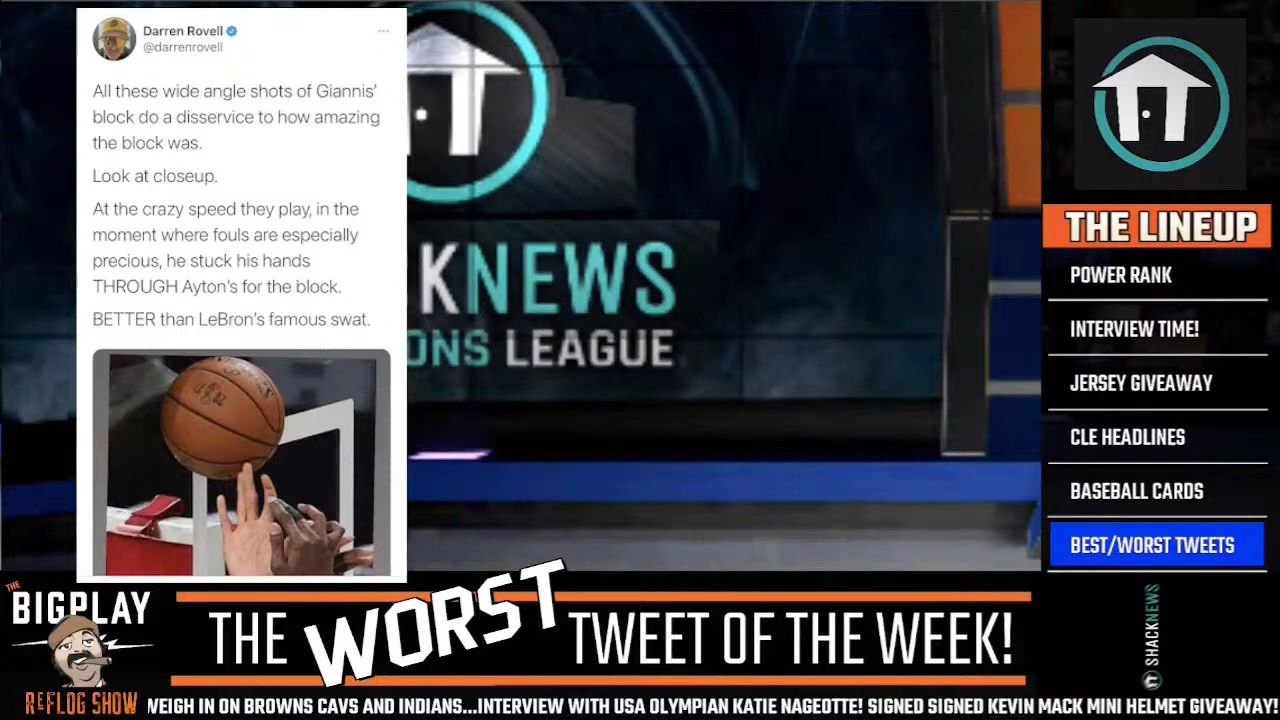 Darren Rovell
@darrenrovell
All these wide angle shots of Giannis'
block do a disservice to how amazing
the block was.
Look at closeup.
At the crazy speed they play, in the
moment where fouls are especially
precious, he stuck his hands
THROUGH Ayton's for the block.
BETTER than LeBron's famous swat.
KNEWS
ONS LEAGUE
THE LINEUP
POWER RANK
INTERVIEW TIME!
JERSEY GIVEAWAY
CLE HEADLINES
BASEBALL CARDS
BEST/WORST TWEETS
SHACKNEWS
THE
BIGPLAY
REFLOG SHOW
THE WORST TWEET OF THE WEEK!
WEIGH IN ON BROWNS CAVS AND INDIANS...INTERVIEW WITH USA OLYMPIAN KATIE NAGEOTTE! SIGNED SIGNED KEVIN MACK MINI HELMET GIVEAWAY!